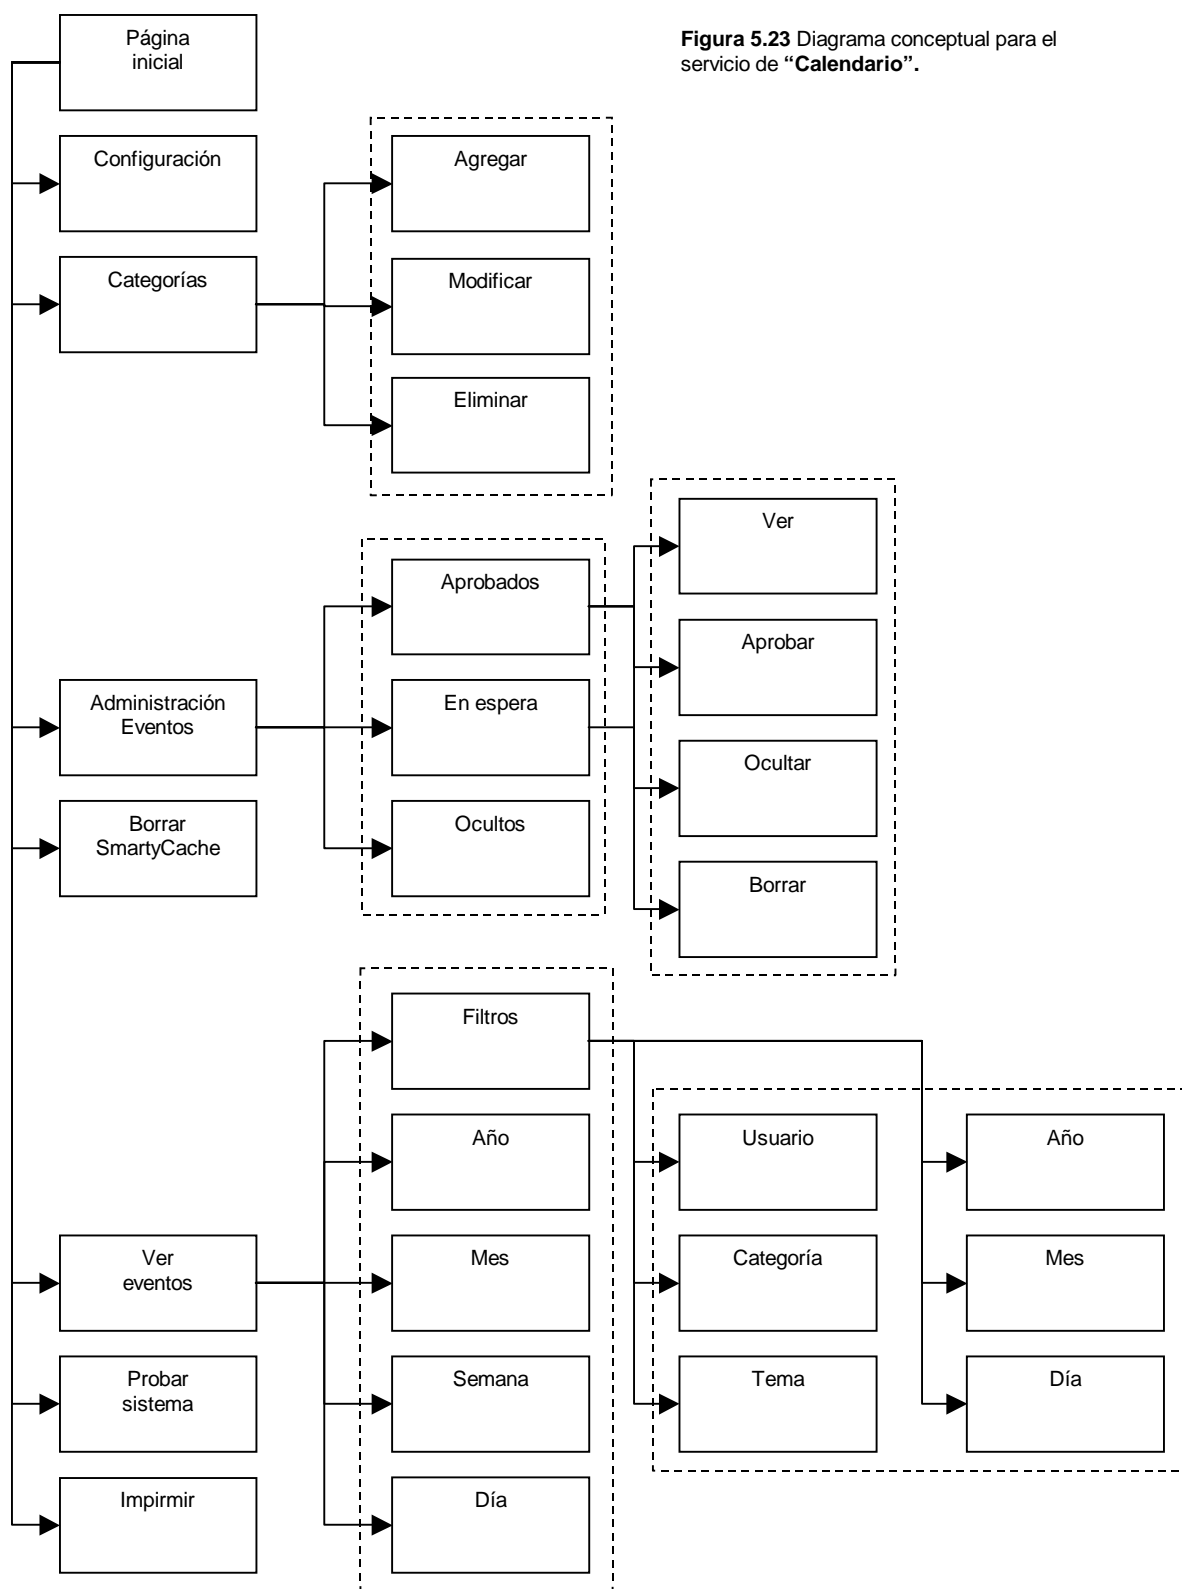 Página
inicial
Figura 5.23 Diagrama conceptual para el
servicio de “Calendario”.
Configuración
Agregar
Categorías
Modificar
Eliminar
Ver
Aprobados
Aprobar
Administración
Eventos
En espera
Ocultar
Borrar
SmartyCache
Ocultos
Borrar
Filtros
Año
Usuario
Año
Ver
eventos
Mes
Categoría
Mes
Probar
sistema
Semana
Tema
Día
Impirmir
Día